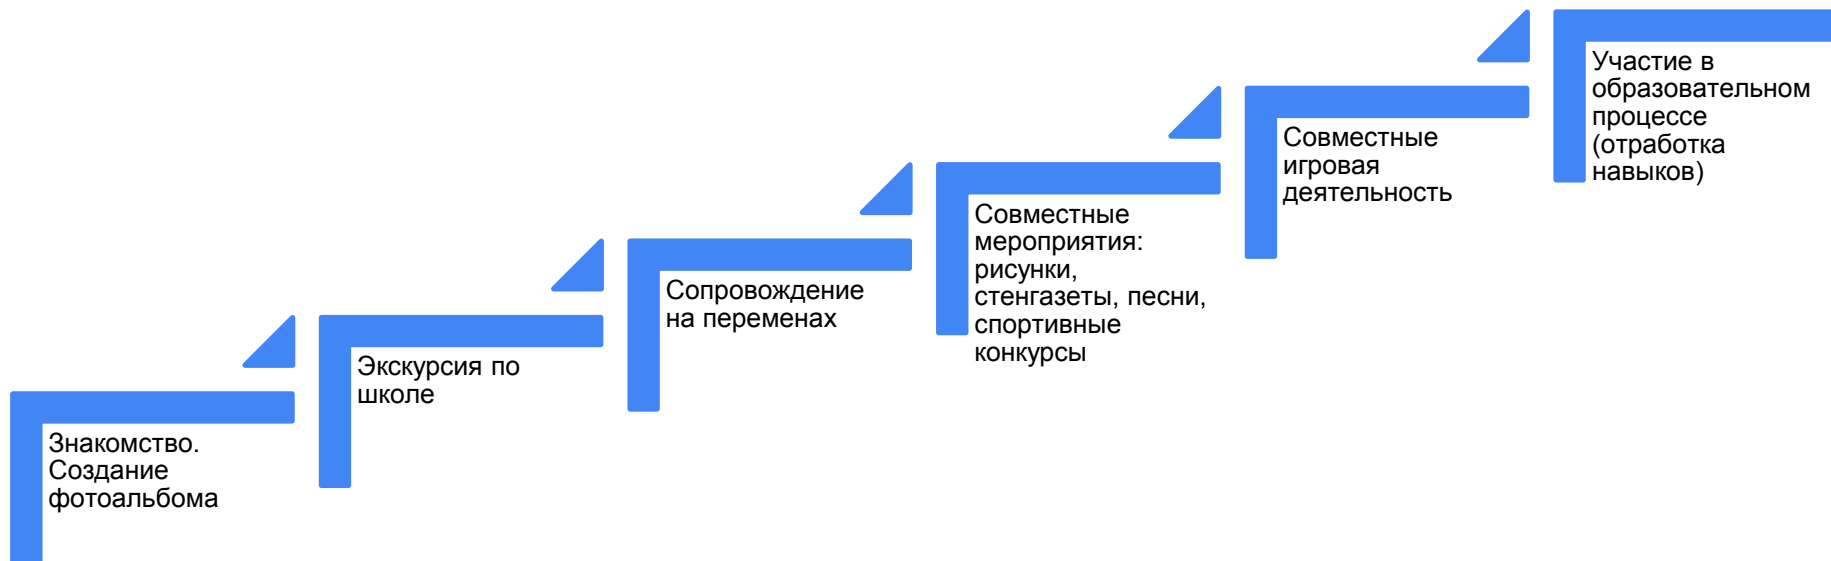 Знакомство.
Создание
фотоальбома
Экскурсия по
школе
Сопровождение
на переменах
Совместные
мероприятия:
рисунки,
стенгазеты, песни,
спортивные
конкурсы
Совместные
игровая
деятельность
Участие в
образовательном
процессе
(отработка
навыков)